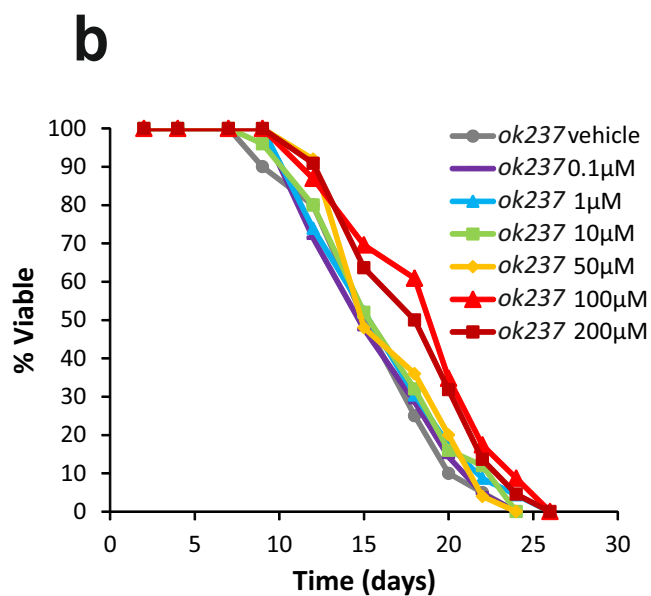 b
% Viable
100
90
80
70
60
50
40
30
20
10
0
0 5 10 15 20 25 30
Time (days)
ok237 vehicle
ok237 0.1µM
ok237 1µM
ok237 10µM
ok237 50µM
ok237 100µM
ok237 200µM